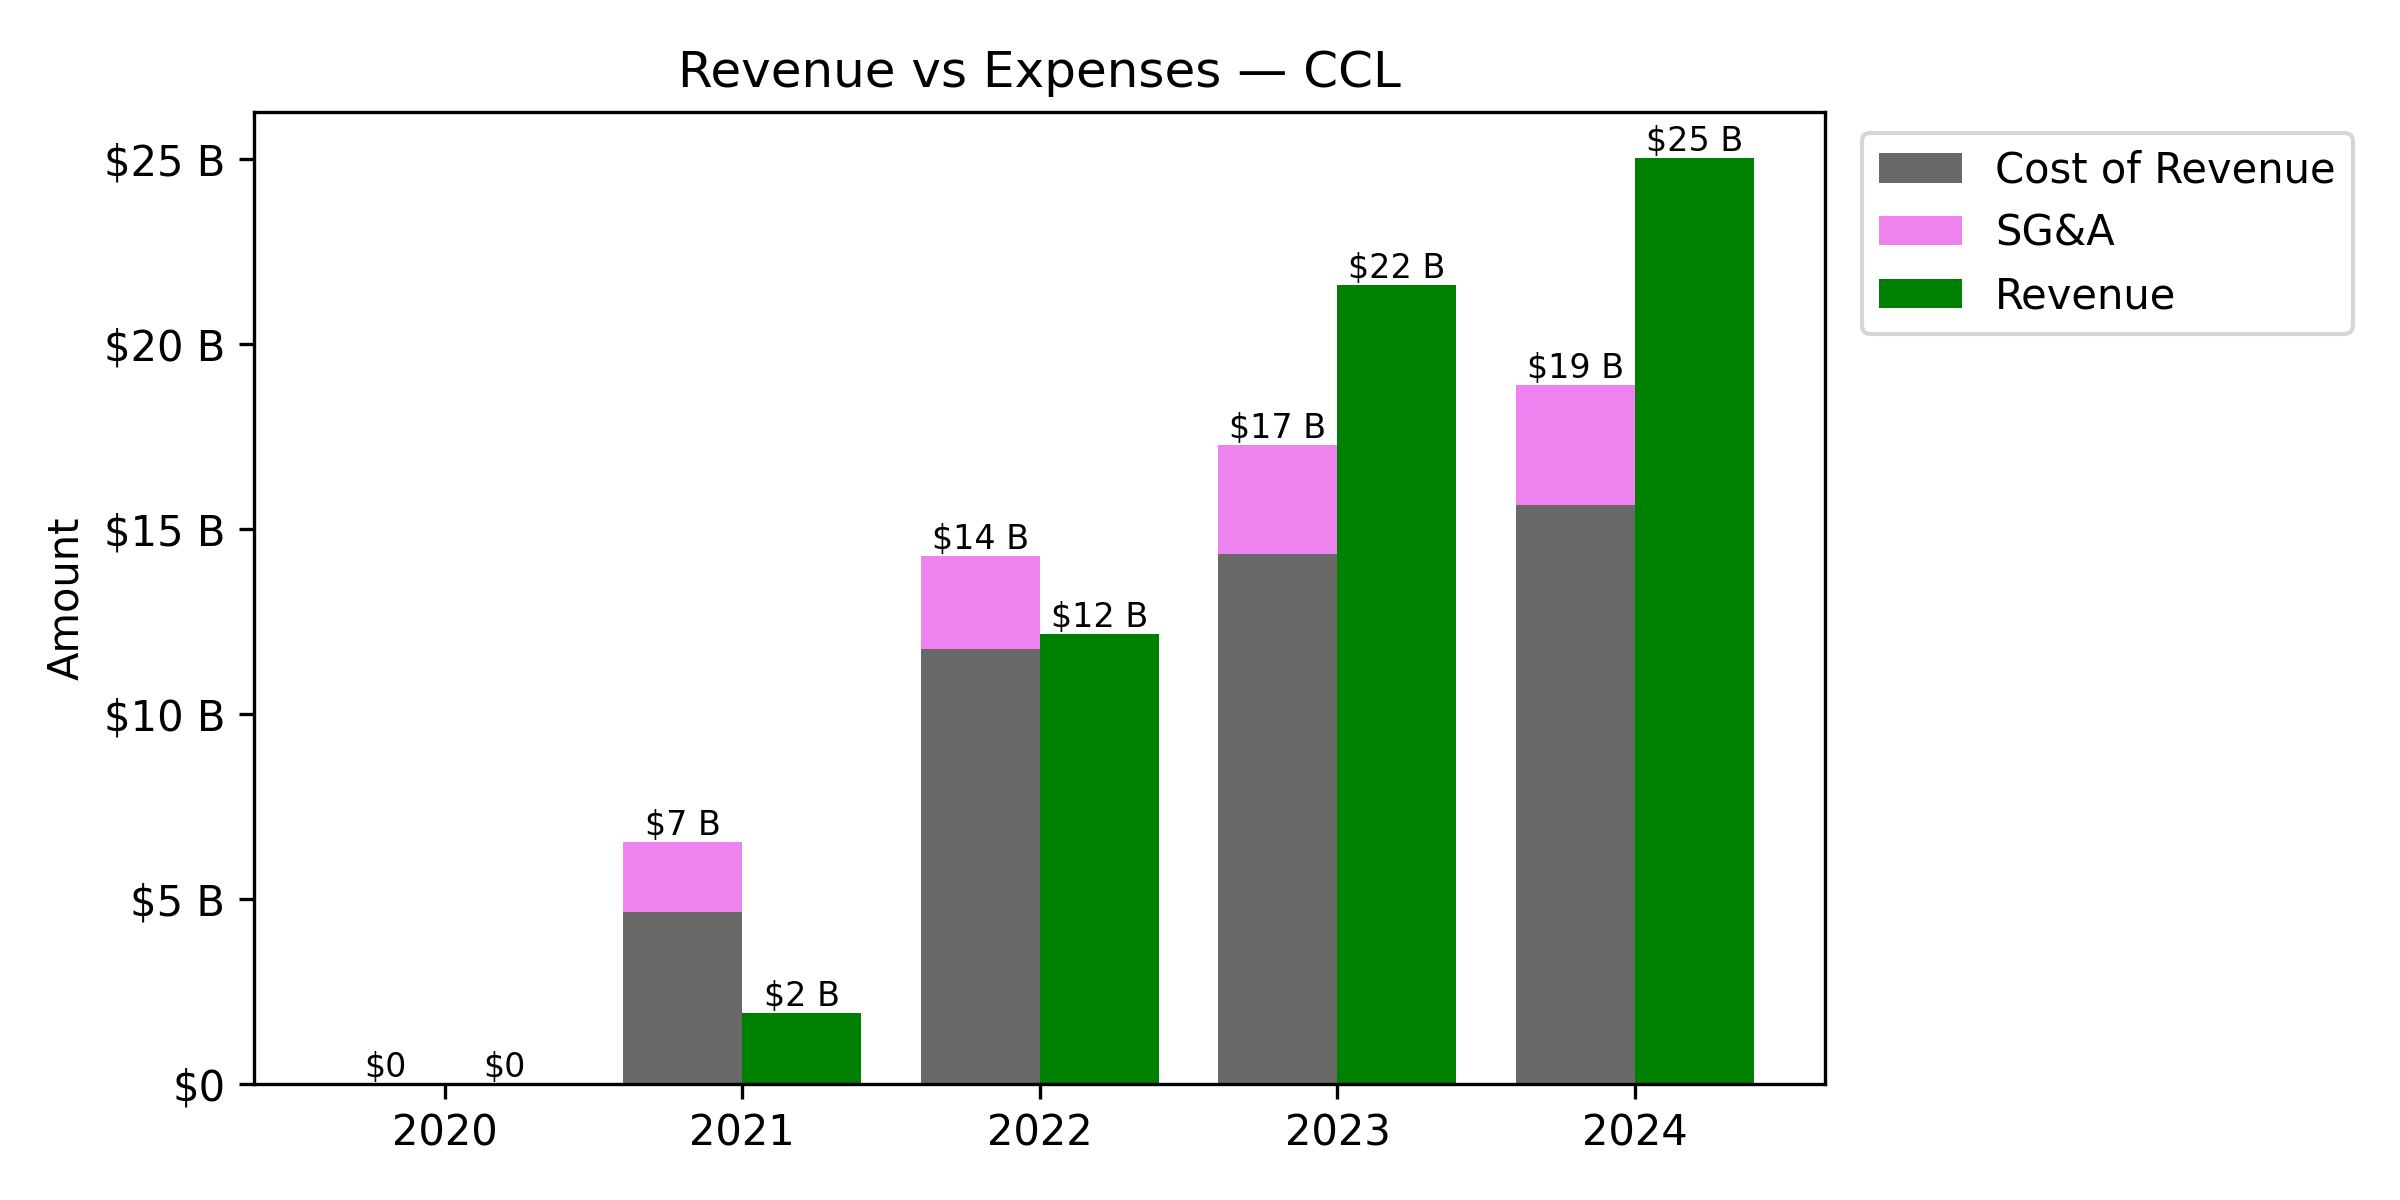 Revenue vs Expenses — CCL
Amount
$25 B
$20 B
$15 B
$10 B
$5 B
$0
$0
$0
$7 B
$2 B
$14 B
$12 B
$17 B
$22 B
$19 B
$25 B
2020
2021
2022
2023
2024
Cost of Revenue
SG&A
Revenue